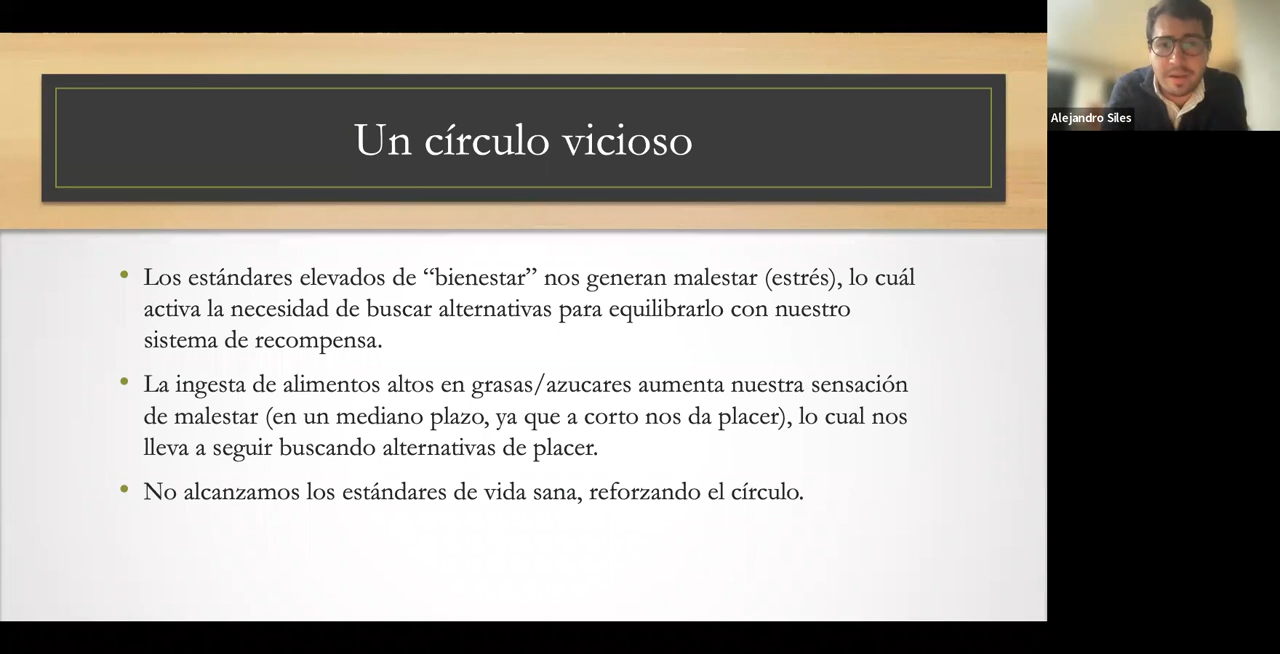 Un círculo vicioso
• Los estándares elevados de “bienestar” nos generan malestar (estrés), lo cuál
activa la necesidad de buscar alternativas para equilibrarlo con nuestro
sistema de recompensa.
• La ingesta de alimentos altos en grasas/azucares aumenta nuestra sensación
de malestar (en un mediano plazo, ya que a corto nos da placer), lo cual nos
lleva a seguir buscando alternativas de placer.
• No alcanzamos los estándares de vida sana, reforzando el círculo.
Alejandro Siles